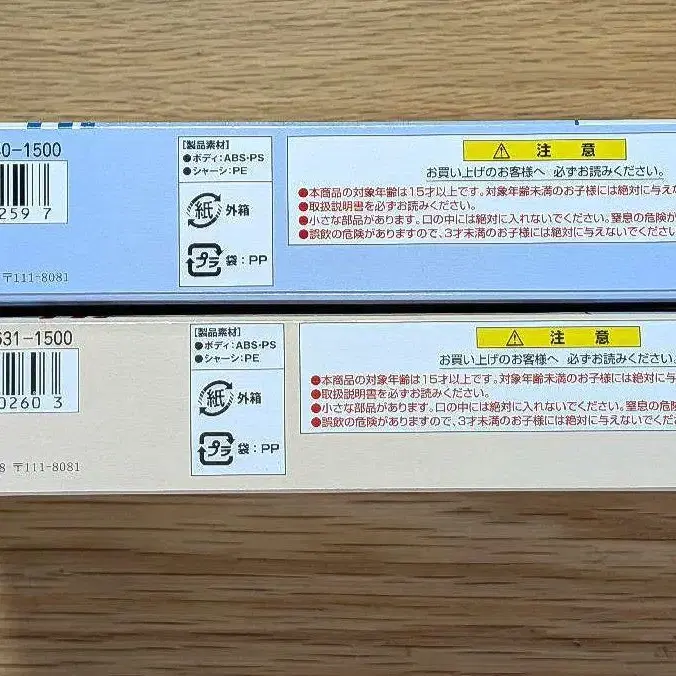 0-1500
259 7
〒111-8081
【製品素材】
●ボディ:ABS・PS
●シャーシ:PE
紙 外箱
プラ 袋:PP
⚠ 注 意
お買い上げのお客様へ 必ずお読みください。
●本商品の対象年齢は15才以上です。対象年齢未満のお子様には絶対に与え
●取扱説明書を必ずお読みください。
●小さな部品があります。口の中には絶対に入れないでください。窒息の危険が
●誤飲の危険がありますので、3才未満のお子様には絶対に与えないでください。
631-1500
0260 3
8 〒111-8081
【製品素材】
●ボディ:ABS・PS
●シャーシ:PE
紙 外箱
プラ 袋:PP
⚠ 注 意
お買い上げのお客様へ 必ずお読みください。
●本商品の対象年齢は15才以上です。対象年齢未満のお子様には絶対に与
●取扱説明書を必ずお読みください。
●小さな部品があります。口の中には絶対に入れないでください。窒息の危険
●誤飲の危険がありますので、3才未満のお子様には絶対に与えないでくださ